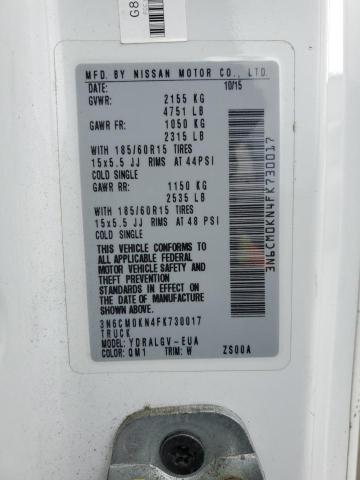 G8
MFD. BY NISSAN MOTOR CO., LTD.
DATE: 10/15
GVWR: 2155 KG
4751 LB
GAWR FR: 1050 KG
2315 LB
WITH 185/60R15 TIRES
15x5.5 JJ RIMS AT 44PSI
COLD SINGLE
GAWR RR: 1150 KG
2535 LB
WITH 185/60R15 TIRES
15x5.5 JJ RIMS AT 48 PSI
COLD SINGLE
THIS VEHICLE CONFORMS TO
ALL APPLICABLE FEDERAL
MOTOR VEHICLE SAFETY
STANDARDS IN EFFECT ON
THE DATE OF MANUFACTURE
SHOWN ABOVE.
3N6CM0KN4FK730017
TRUCK
MODEL: YDRALGV-EUA
COLOR: QM1 TRIM: W ZS00A
3N6CM0KN4FK730017